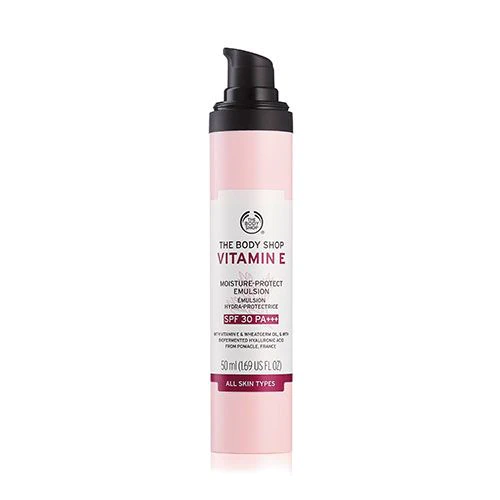 THE
BODY
SHOP
®
THE BODY SHOP
VITAMIN E
MOISTURE-PROTECT
EMULSION
ÉMULSION
HYDRA-PROTECTRICE
SPF 30 PA+++
WITH VITAMIN E & WHEATGERM OIL, & WITH
BIOFERMENTED HYALURONIC ACID
FROM POMACLE, FRANCE
50 ml (1.69 US FL OZ)
ALL SKIN TYPES